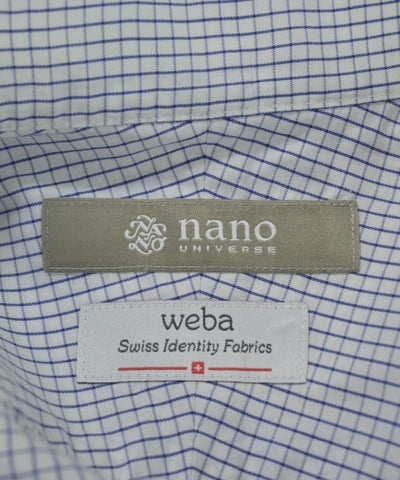 nano
UNIVERSE
weba
Swiss Identity Fabrics